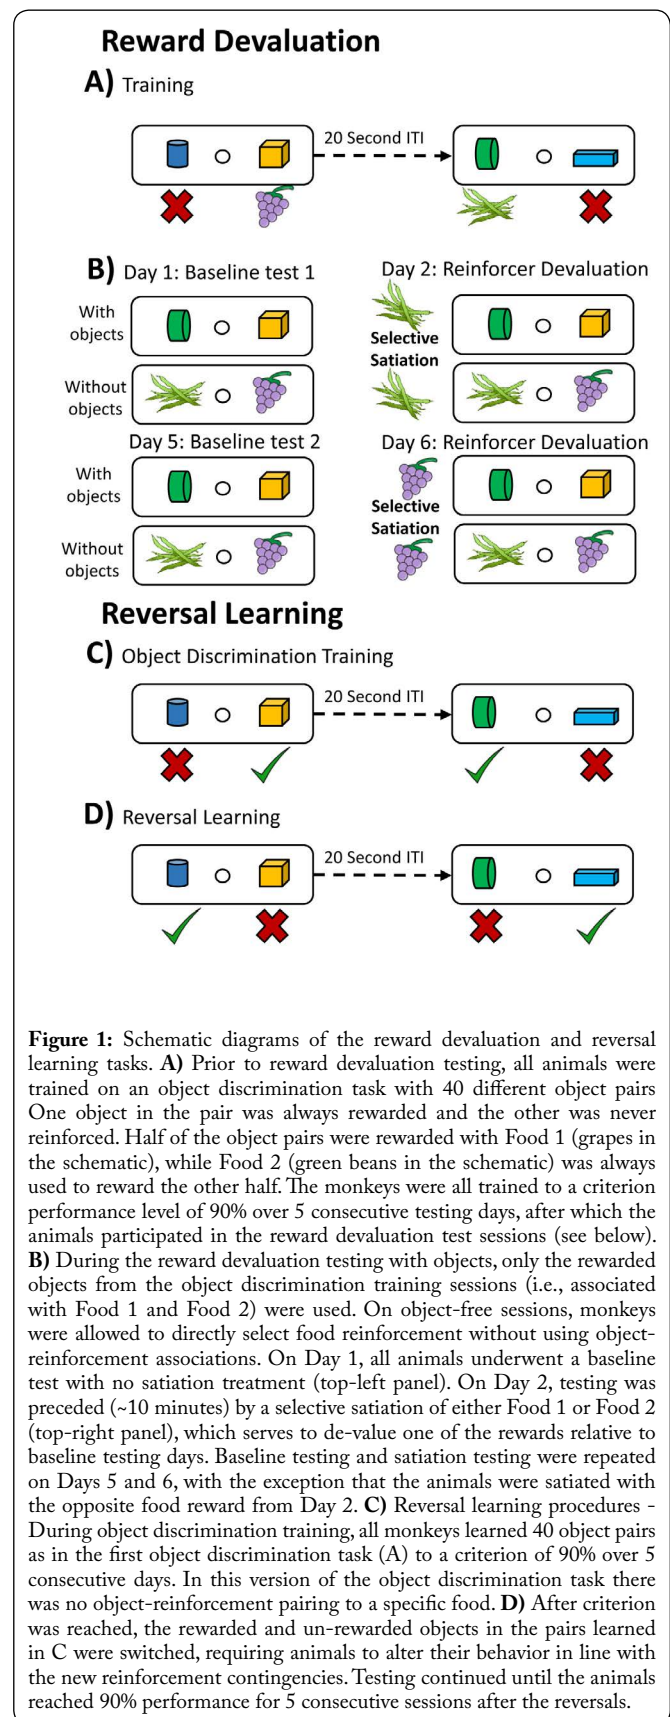 Reward Devaluation
A) Training
20 Second ITI
B) Day 1: Baseline test 1
Day 2: Reinforcer Devaluation
With
objects
Selective
Satiation
Without
objects
Day 5: Baseline test 2
Day 6: Reinforcer Devaluation
With
objects
Selective
Satiation
Without
objects
Reversal Learning
C) Object Discrimination Training
20 Second ITI
D) Reversal Learning
20 Second ITI
Figure 1: Schematic diagrams of the reward devaluation and reversal
learning tasks. A) Prior to reward devaluation testing, all animals were
trained on an object discrimination task with 40 different object pairs
One object in the pair was always rewarded and the other was never
reinforced. Half of the object pairs were rewarded with Food 1 (grapes in
the schematic), while Food 2 (green beans in the schematic) was always
used to reward the other half. The monkeys were all trained to a criterion
performance level of 90% over 5 consecutive testing days, after which the
animals participated in the reward devaluation test sessions (see below).
B) During the reward devaluation testing with objects, only the rewarded
objects from the object discrimination training sessions (i.e., associated
with Food 1 and Food 2) were used. On object-free sessions, monkeys
were allowed to directly select food reinforcement without using object-
reinforcement associations. On Day 1, all animals underwent a baseline
test with no satiation treatment (top-left panel). On Day 2, testing was
preceded (~10 minutes) by a selective satiation of either Food 1 or Food 2
(top-right panel), which serves to de-value one of the rewards relative to
baseline testing days. Baseline testing and satiation testing were repeated
on Days 5 and 6, with the exception that the animals were satiated with
the opposite food reward from Day 2. C) Reversal learning procedures -
During object discrimination training, all monkeys learned 40 object pairs
as in the first object discrimination task (A) to a criterion of 90% over 5
consecutive days. In this version of the object discrimination task there
was no object-reinforcement pairing to a specific food. D) After criterion
was reached, the rewarded and un-rewarded objects in the pairs learned
in C were switched, requiring animals to alter their behavior in line with
the new reinforcement contingencies. Testing continued until the animals
reached 90% performance for 5 consecutive sessions after the reversals.